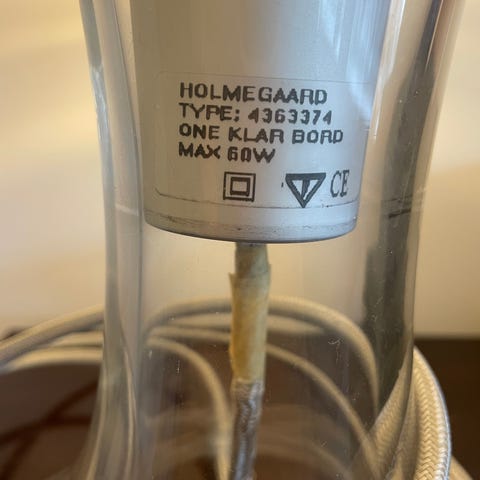 HOLMEGAARD
TYPE: 4363374
ONE KLAR BORD
MAX 60W
CE